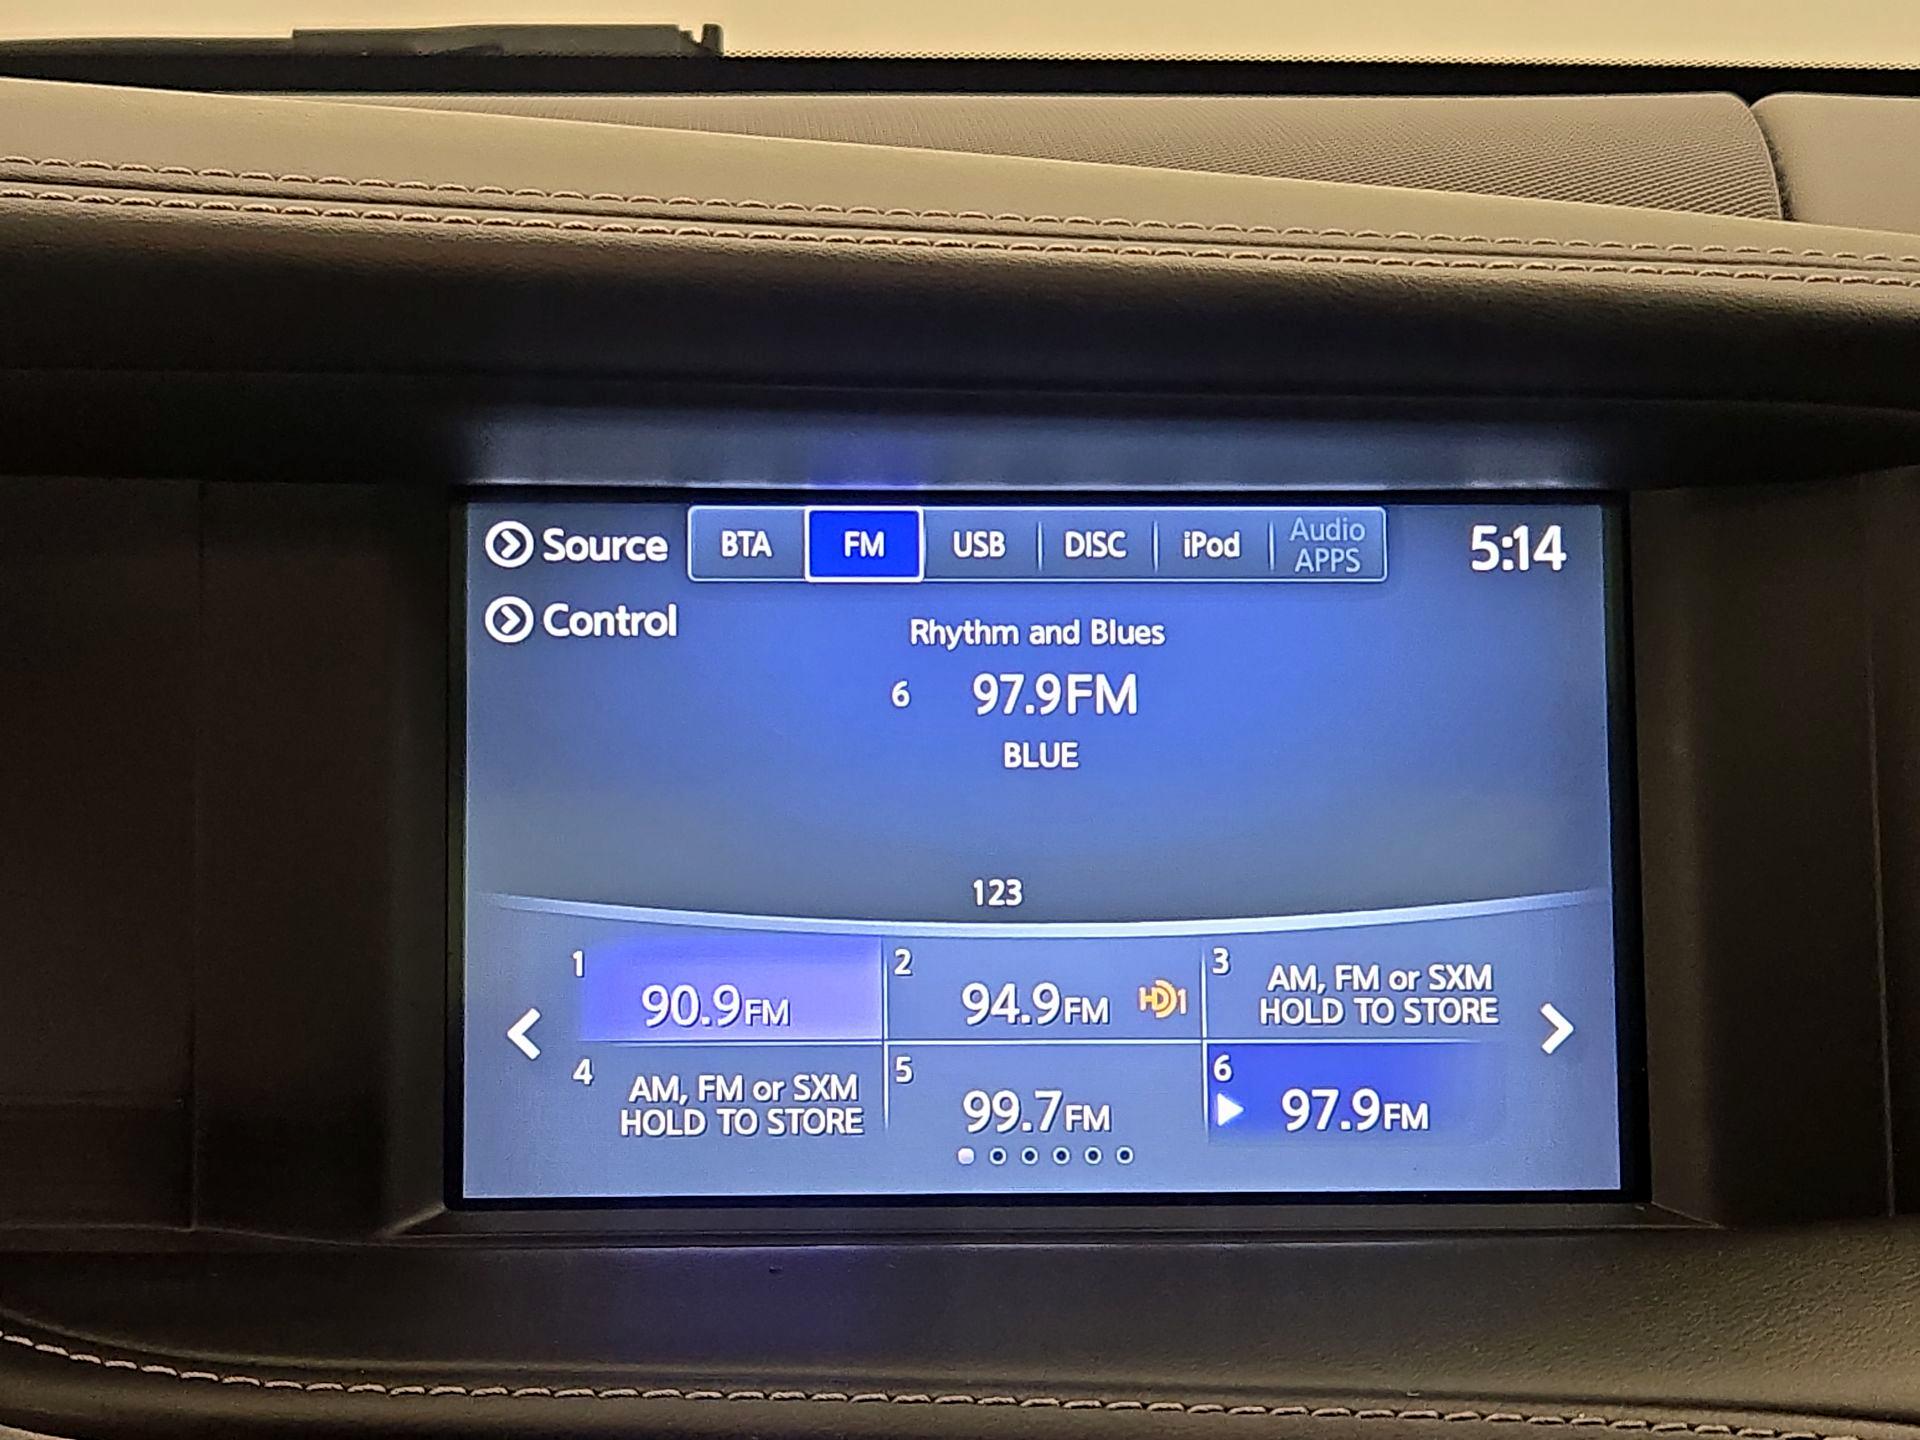 Source BTA FM USB DISC iPod Audio APPS 5:14
Control
Rhythm and Blues
6 97.9FM
BLUE
123
1 90.9FM
2 94.9FM HD1
3 AM, FM or SXM
HOLD TO STORE
4 AM, FM or SXM
HOLD TO STORE
5 99.7FM
6 97.9FM